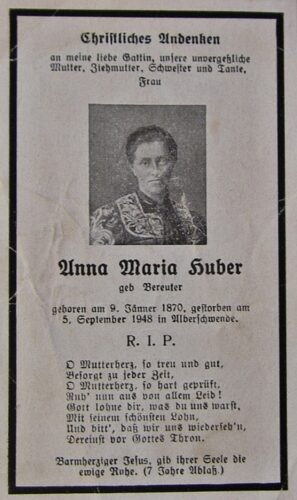 Christliches Andenken
an meine liebe Gattin, unsere unvergeßliche
Mutter, Ziehmutter, Schwester und Tante,
Frau
Anna Maria Huber
geb Bereuter
geboren am 9. Jänner 1870, gestorben am
5. September 1948 in Alberschwende.
R. I. P.
O Mutterherz, so treu und gut,
Besorgt zu jeder Zeit,
O Mutterherz, so hart geprüft,
Ruh' nun aus von allem Leid!
Gott lohne dir, was du uns warst,
Mit seinem schönsten Lohn,
Und bitt', daß wir uns wiederseh'n,
Dereinst vor Gottes Thron.
Barmherziger Jesus, gib ihrer Seele die
ewige Ruhe. (7 Jahre Ablaß.)